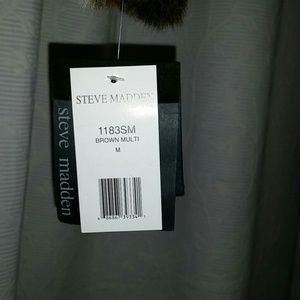 STEVE MADDEN
1183SM
BROWN MULTI
M
steve madden